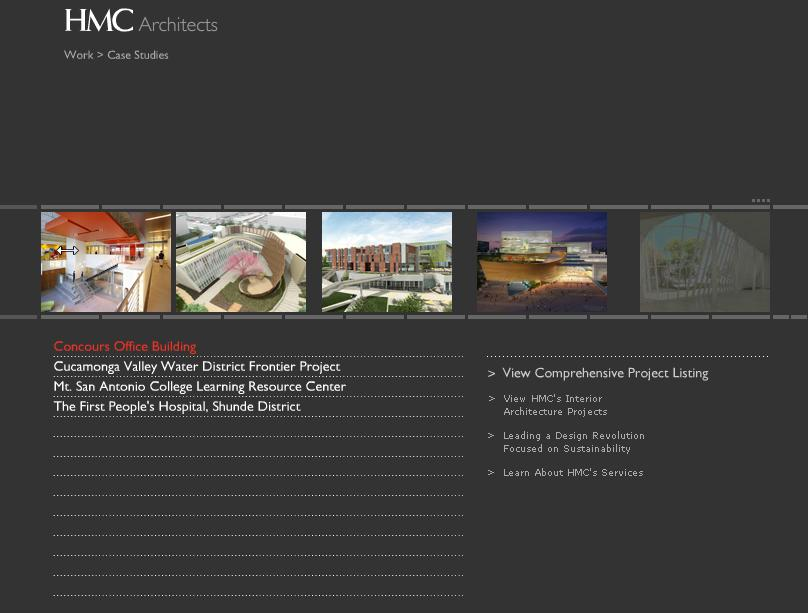 HMC Architects
Work > Case Studies
Concours Office Building
Cucamonga Valley Water District Frontier Project
Mt. San Antonio College Learning Resource Center
The First People's Hospital, Shunde District
> View Comprehensive Project Listing
> View HMC's Interior
Architecture Projects
> Leading a Design Revolution
Focused on Sustainability
> Learn About HMC's Services